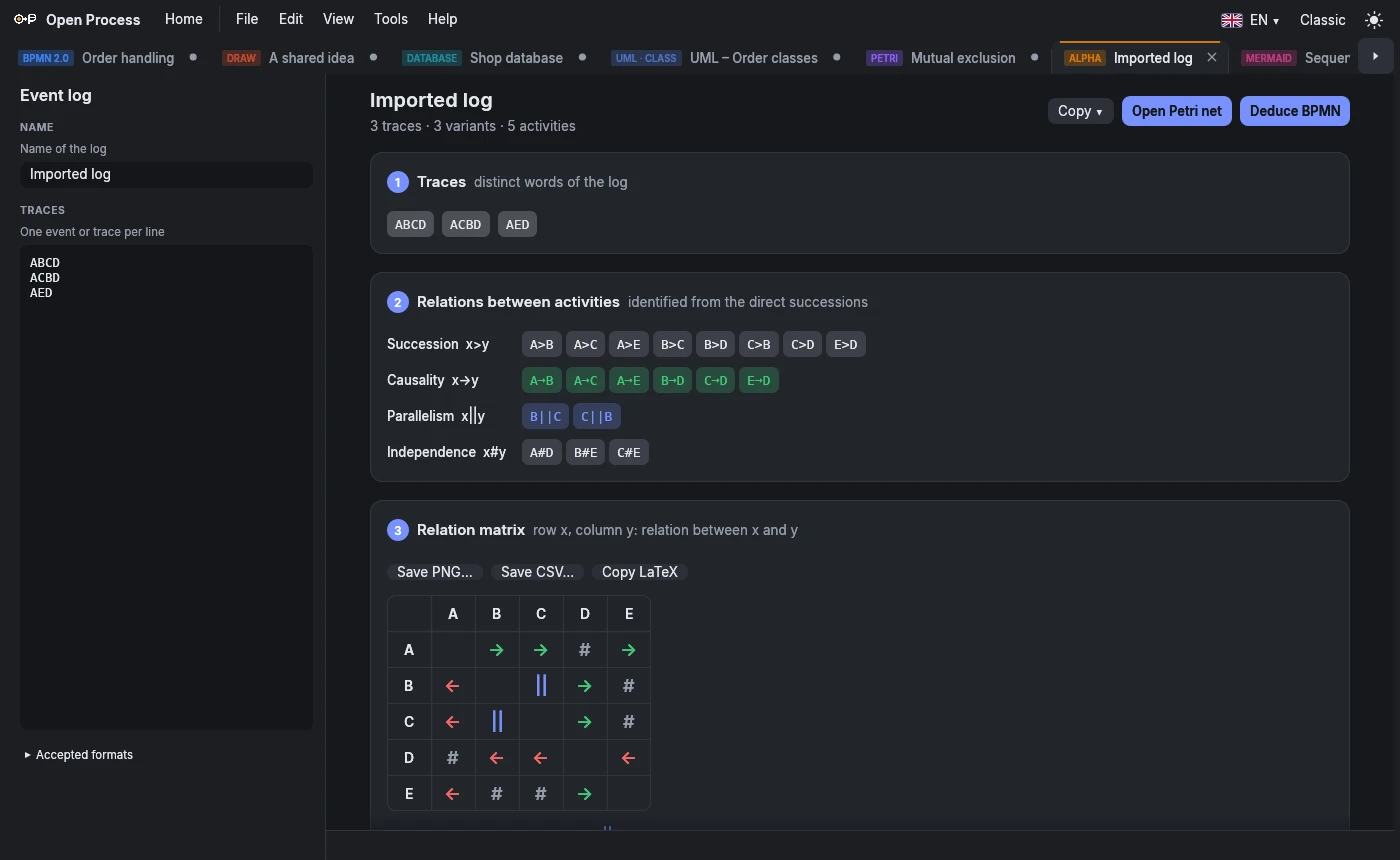 Open Process Home File Edit View Tools Help EN ▾ Classic
BPMN 2.0 Order handling DRAW A shared idea DATABASE Shop database UML · CLASS UML – Order classes PETRI Mutual exclusion ALPHA Imported log MERMAID Sequer
Event log
NAME
Name of the log
Imported log
TRACES
One event or trace per line
ABCD
ACBD
AED
▸ Accepted formats
Imported log
3 traces · 3 variants · 5 activities
Copy ▾ Open Petri net Deduce BPMN
1 Traces distinct words of the log
ABCD ACBD AED
2 Relations between activities identified from the direct successions
Succession x>y A>B A>C A>E B>C B>D C>B C>D E>D
Causality x→y A→B A→C A→E B→D C→D E→D
Parallelism x||y B||C C||B
Independence x#y A#D B#E C#E
3 Relation matrix row x, column y: relation between x and y
Save PNG... Save CSV... Copy LaTeX
A B C D E
A → → # →
B ← || → #
C ← || → #
D # ← ← ←
E ← # # →